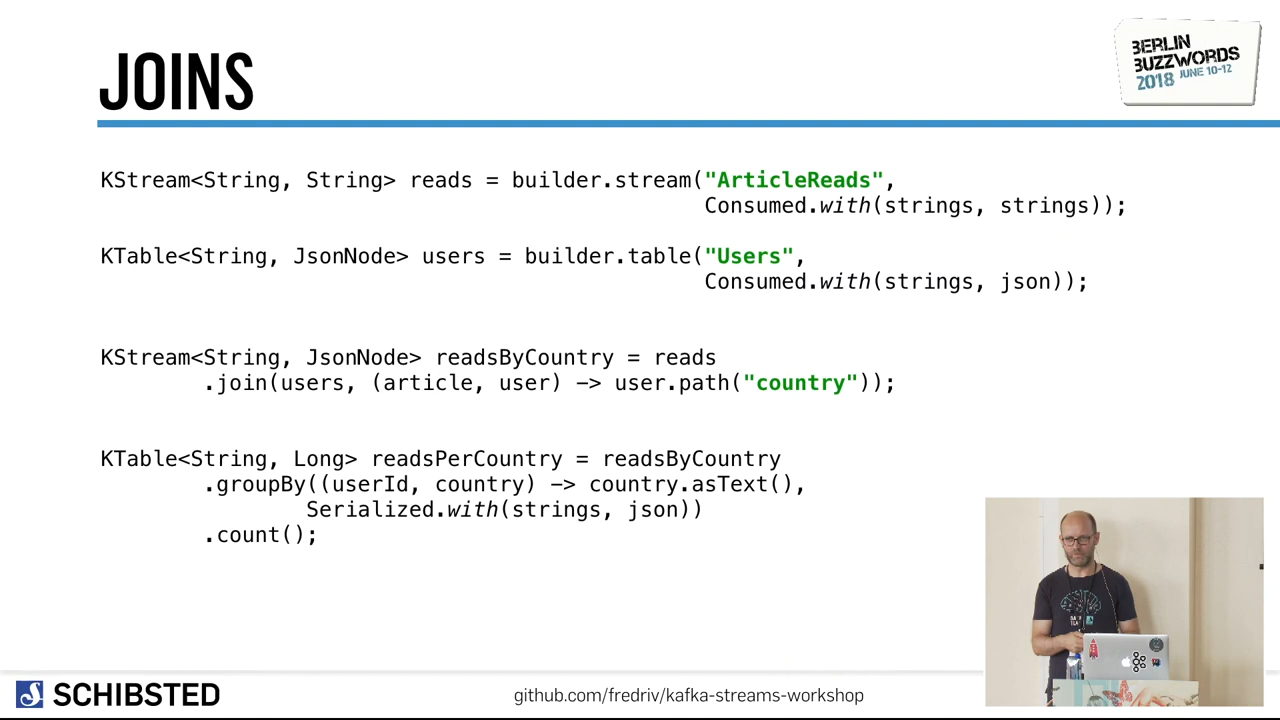 JOINS
BERLIN
BUZZWORDS
2018 JUNE 10-12
KStream<String, String> reads = builder.stream("ArticleReads",
Consumed.with(strings, strings));
KTable<String, JsonNode> users = builder.table("Users",
Consumed.with(strings, json));
KStream<String, JsonNode> readsByCountry = reads
.join(users, (article, user) -> user.path("country"));
KTable<String, Long> readsPerCountry = readsByCountry
.groupBy((userId, country) -> country.asText(),
Serialized.with(strings, json))
.count();
SCHIBSTED
github.com/fredriv/kafka-streams-workshop